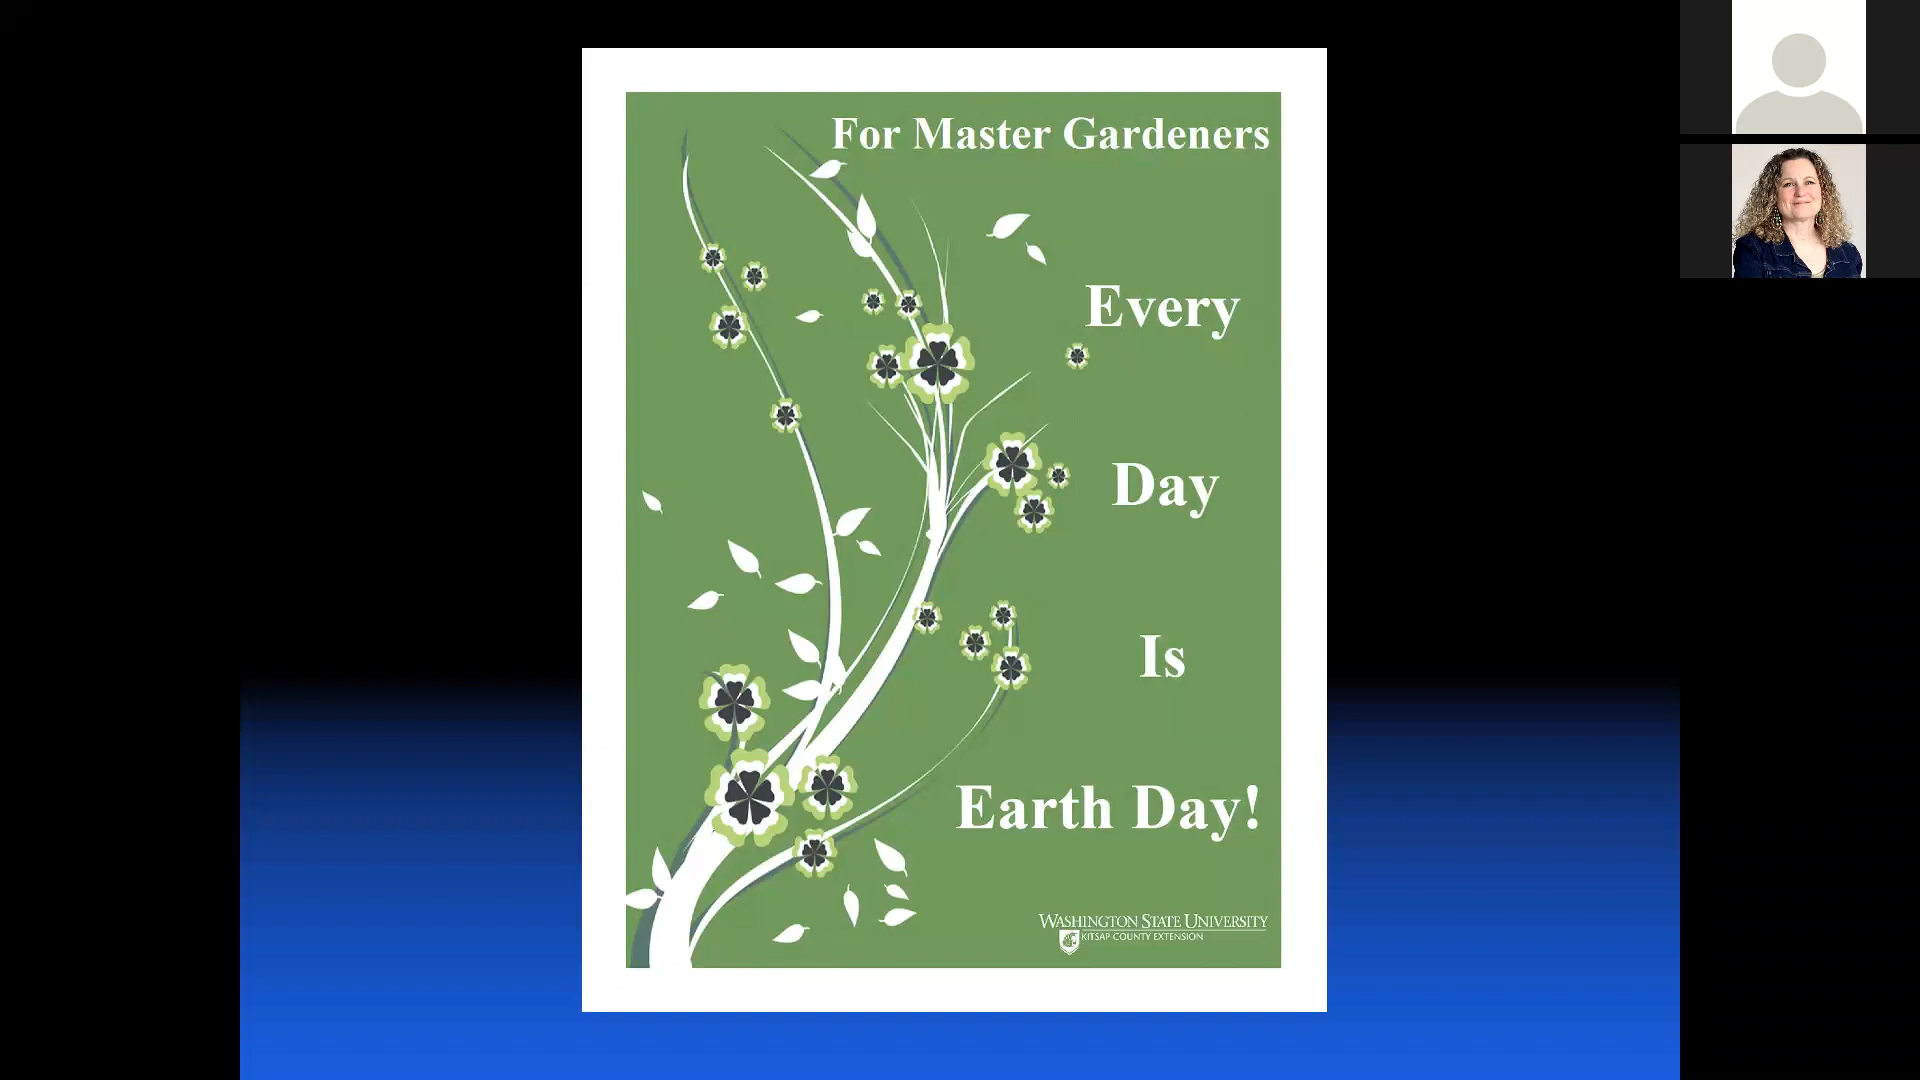 For Master Gardeners
Every
Day
Is
Earth Day!
WASHINGTON STATE UNIVERSITY
KITSAP COUNTY EXTENSION